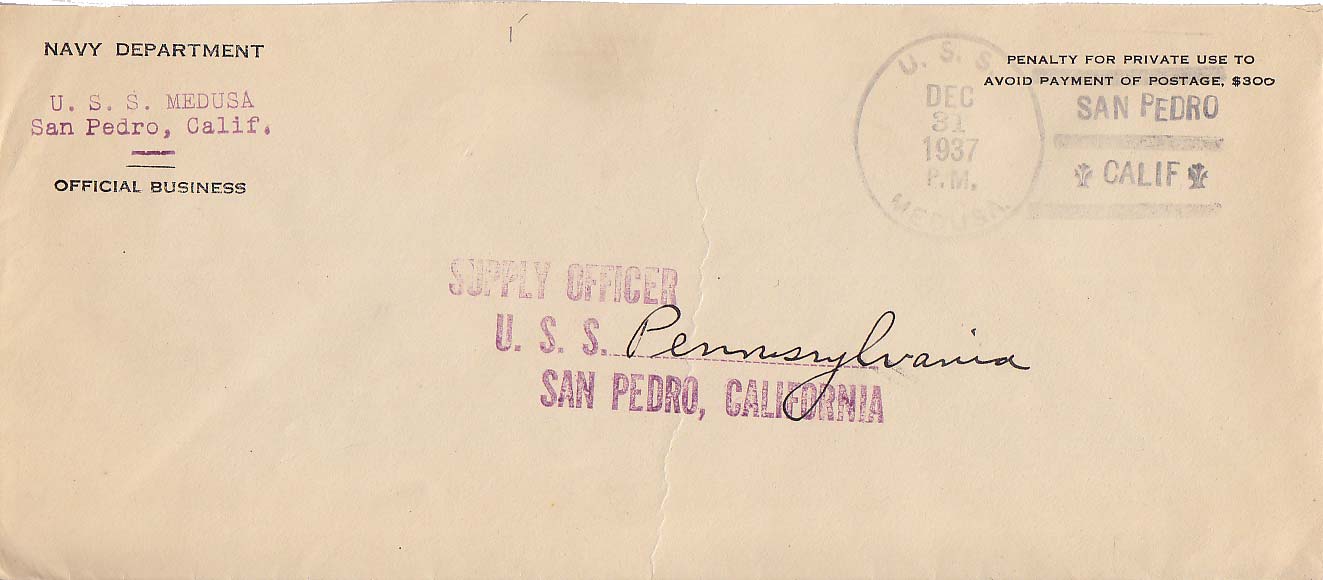 NAVY DEPARTMENT
U. S. S. MEDUSA
San Pedro, Calif.
OFFICIAL BUSINESS
U. S. S.
DEC
31
1937
P.M.
MEDUSA
PENALTY FOR PRIVATE USE TO
AVOID PAYMENT OF POSTAGE, $300
SAN PEDRO
CALIF
SUPPLY OFFICER
U. S. S. Pennsylvania
SAN PEDRO, CALIFORNIA